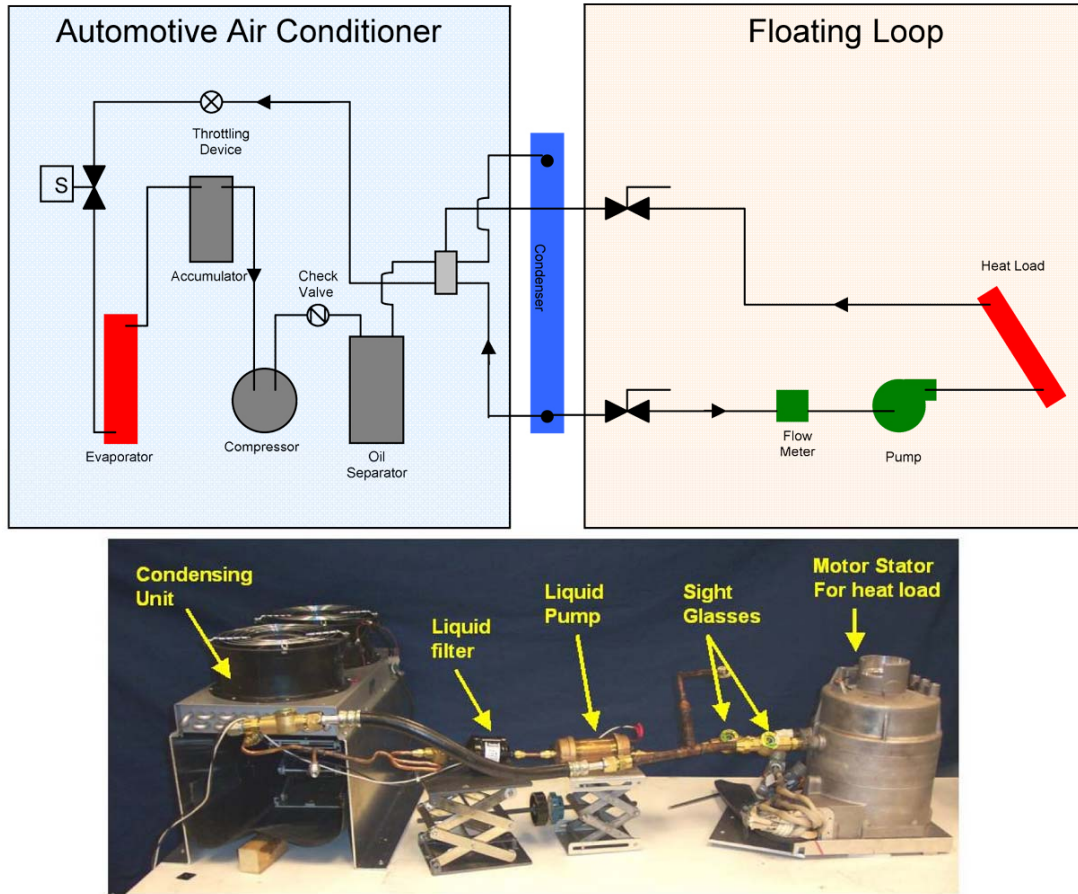 Automotive Air Conditioner
Floating Loop
Throttling
Device
S
Accumulator
Check
Valve
Condenser
Heat Load
Evaporator
Compressor
Oil
Separator
Flow
Meter
Pump
Condensing
Unit
Liquid
filter
Liquid
Pump
Sight
Glasses
Motor Stator
For heat load